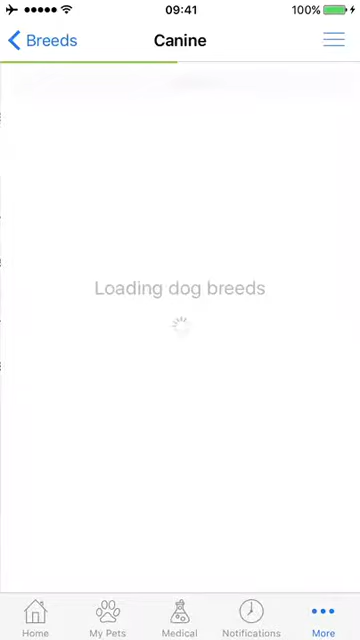 09:41
100%
Breeds
Canine
Loading dog breeds
Home
My Pets
Medical
Notifications
More